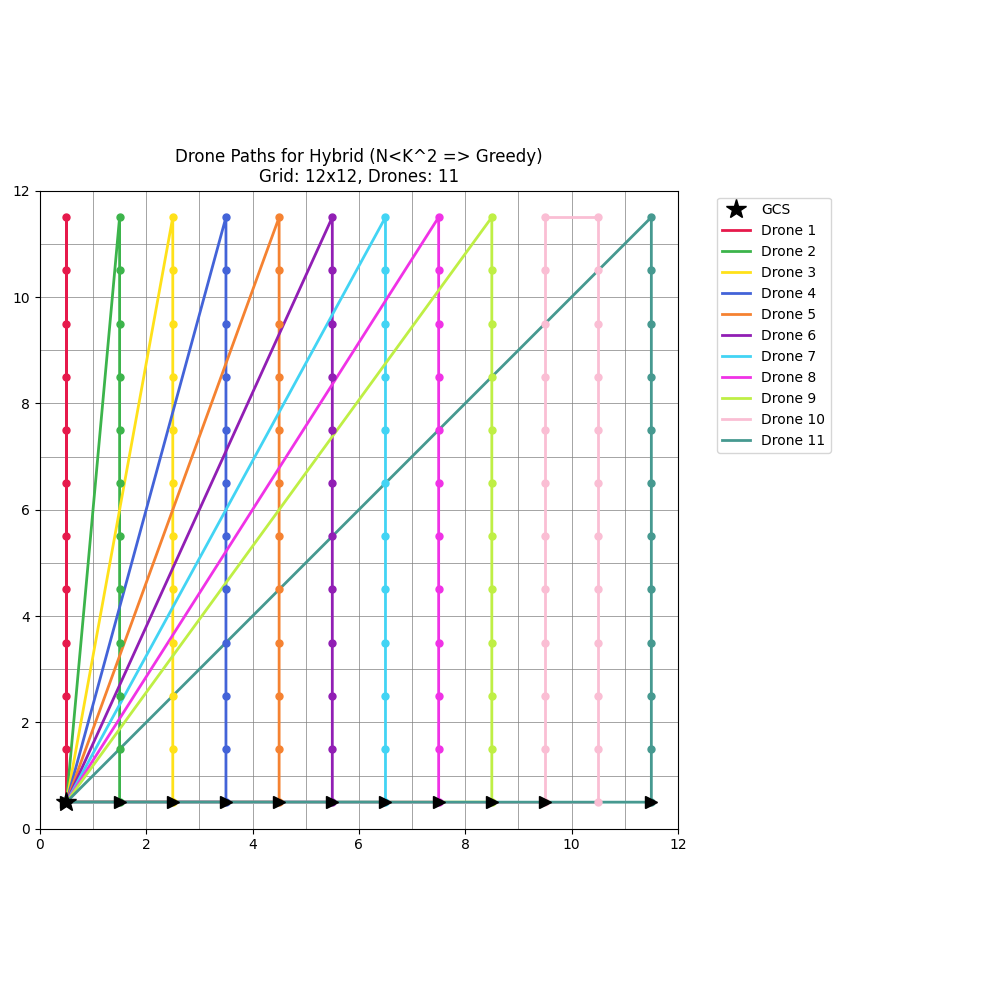 Drone Paths for Hybrid (N<K^2 => Greedy)
Grid: 12x12, Drones: 11
12
10
8
6
4
2
0
0 2 4 6 8 10 12
GCS
Drone 1
Drone 2
Drone 3
Drone 4
Drone 5
Drone 6
Drone 7
Drone 8
Drone 9
Drone 10
Drone 11